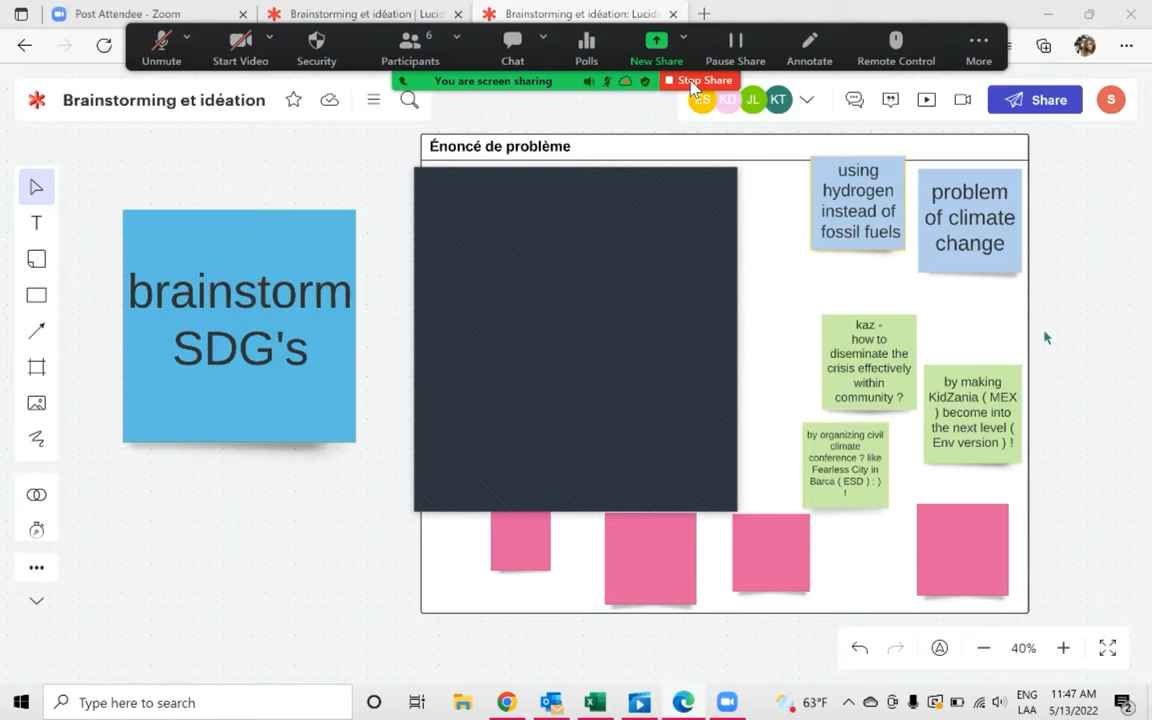 Post Attendee - Zoom
Brainstorming et idéation | Lucid
Brainstorming et idéation: Lucids
Unmute
Start Video
Security
6
Participants
Chat
Polls
New Share
Pause Share
Annotate
Remote Control
More
You are screen sharing
Stop Share
Brainstorming et idéation
ES
KD
JL
KT
Share
S
T
Énoncé de problème
brainstorm
SDG's
using
hydrogen
instead of
fossil fuels
problem
of climate
change
kaz -
how to
diseminate the
crisis effectively
within
community ?
by making
KidZania ( MEX
) become into
the next level (
Env version ) !
by organizing civil
climate
conference ? like
Fearless City in
Barca ( ESD ) : )
!
40%
Type here to search
63°F
ENG
LAA
11:47 AM
5/13/2022
2